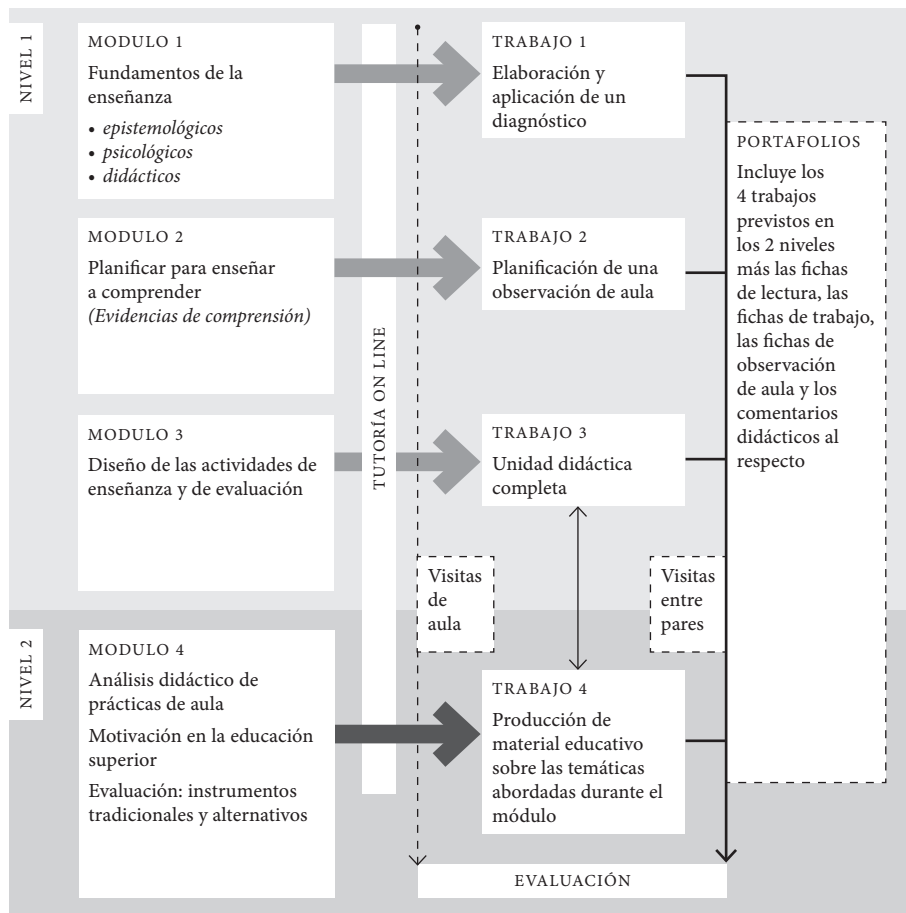 NIVEL 1
MODULO 1
Fundamentos de la
enseñanza
• epistemológicos
• psicológicos
• didácticos
TRABAJO 1
Elaboración y
aplicación de un
diagnóstico
MODULO 2
Planificar para enseñar
a comprender
(Evidencias de comprensión)
TRABAJO 2
Planificación de una
observación de aula
MODULO 3
Diseño de las actividades de
enseñanza y de evaluación
TRABAJO 3
Unidad didáctica
completa
TUTORÍA ON LINE
PORTAFOLIOS
Incluye los
4 trabajos
previstos en
los 2 niveles
más las fichas
de lectura, las
fichas de trabajo,
las fichas de
observación
de aula y los
comentarios
didácticos al
respecto
Visitas
de
aula
Visitas
entre
pares
NIVEL 2
MODULO 4
Análisis didáctico de
prácticas de aula
Motivación en la educación
superior
Evaluación: instrumentos
tradicionales y alternativos
TRABAJO 4
Producción de
material educativo
sobre las temáticas
abordadas durante el
módulo
EVALUACIÓN